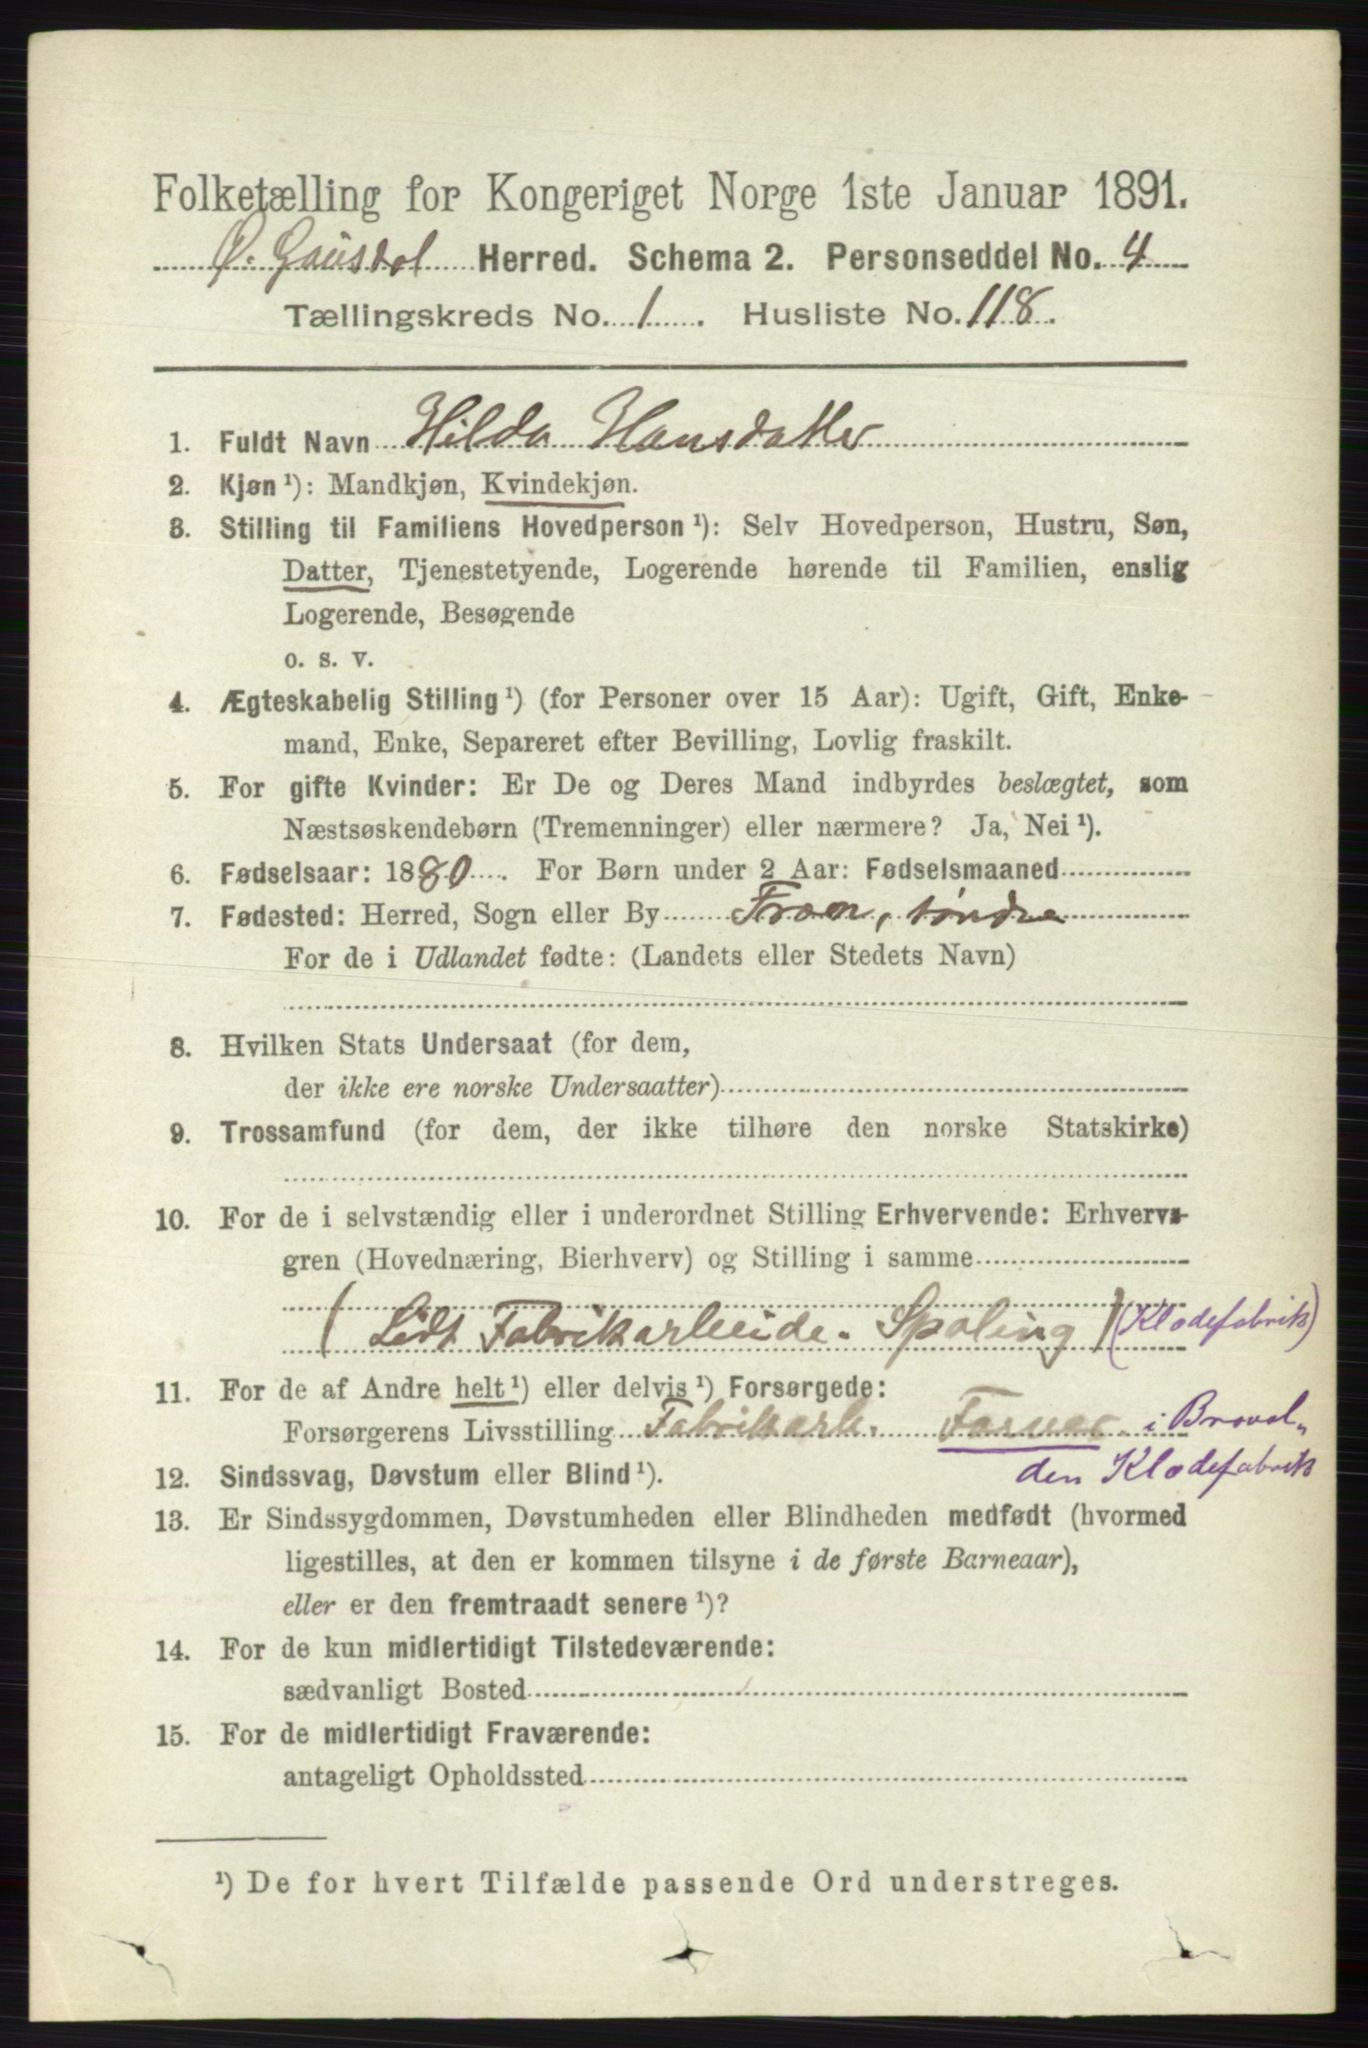 Folketælling for Kongeriget Norge 1ste Januar 1891.
Ø. Gausdal Herred. Schema 2. Personseddel No. 4
Tællingskreds No. 1. Husliste No. 118.
1. Fuldt Navn Hilda Hansdatter
2. Kjøn ¹): Mandkjøn, Kvindekjøn.
3. Stilling til Familiens Hovedperson ¹): Selv Hovedperson, Hustru, Søn,
Datter, Tjenestetyende, Logerende hørende til Familien, enslig
Logerende, Besøgende
o. s. v.
4. Ægteskabelig Stilling ¹) (for Personer over 15 Aar): Ugift, Gift, Enke-
mand, Enke, Separeret efter Bevilling, Lovlig fraskilt.
5. For gifte Kvinder: Er De og Deres Mand indbyrdes beslægtet, som
Næstsøskendebørn (Tremenninger) eller nærmere? Ja, Nei ¹).
6. Fødselsaar: 1880. For Børn under 2 Aar: Fødselsmaaned
7. Fødested: Herred, Sogn eller By Fron, søndre
For de i Udlandet fødte: (Landets eller Stedets Navn)
8. Hvilken Stats Undersaat (for dem,
der ikke ere norske Undersaatter)
9. Trossamfund (for dem, der ikke tilhøre den norske Statskirke)
10. For de i selvstændig eller i underordnet Stilling Erhvervende: Erhvervs-
gren (Hovednæring, Bierhverv) og Stilling i samme
(Lidt Fabrikarbeide. Spoling) (Klædefabrik)
11. For de af Andre helt ¹) eller delvis ¹) Forsørgede:
Forsørgerens Livsstilling Fabrikarb. Farver i Braval-
den Klædefabrik
12. Sindssvag, Døvstum eller Blind ¹).
13. Er Sindssygdommen, Døvstumheden eller Blindheden medfødt (hvormed
ligestilles, at den er kommen tilsyne i de første Barneaar),
eller er den fremtraadt senere ¹)?
14. For de kun midlertidigt Tilstedeværende:
sædvanligt Bosted
15. For de midlertidigt Fraværende:
antageligt Opholdssted
¹) De for hvert Tilfælde passende Ord understreges.